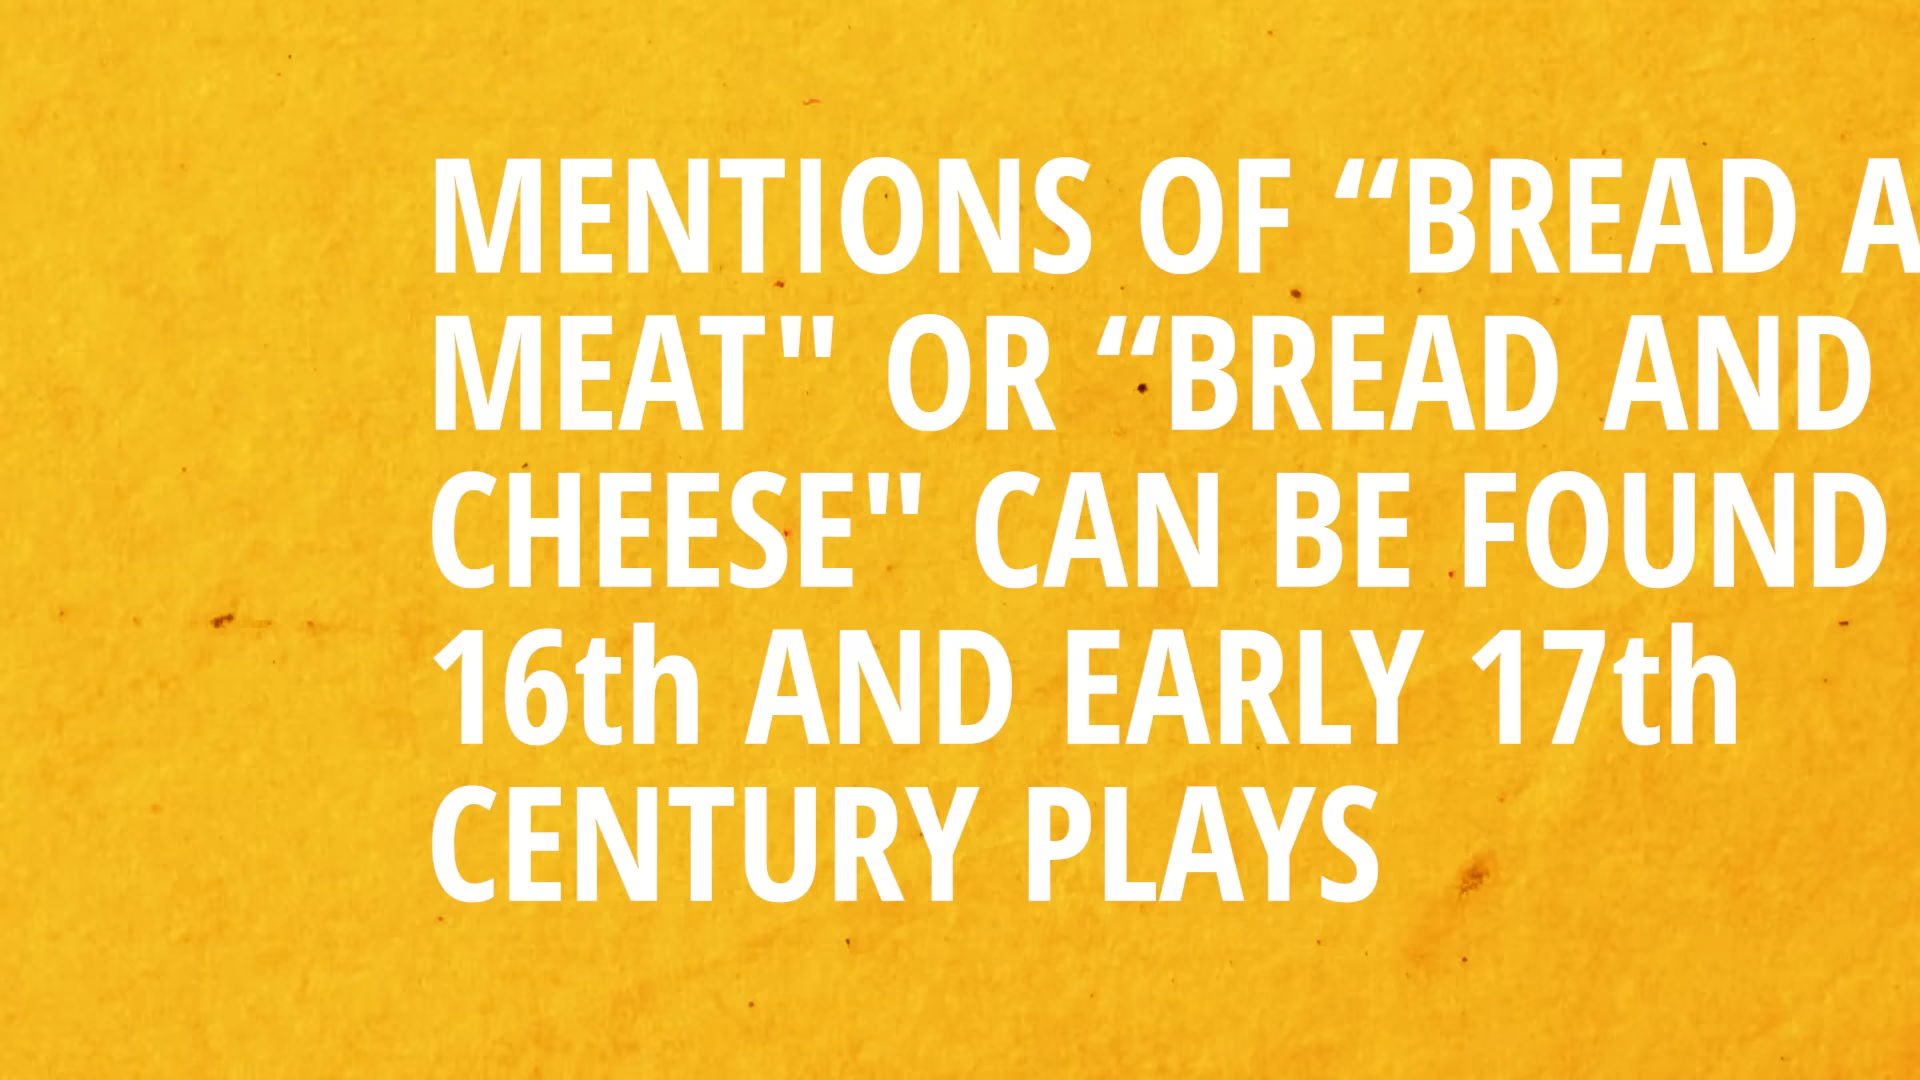 MENTIONS OF “BREAD A
MEAT" OR “BREAD AND
CHEESE" CAN BE FOUND
16th AND EARLY 17th
CENTURY PLAYS